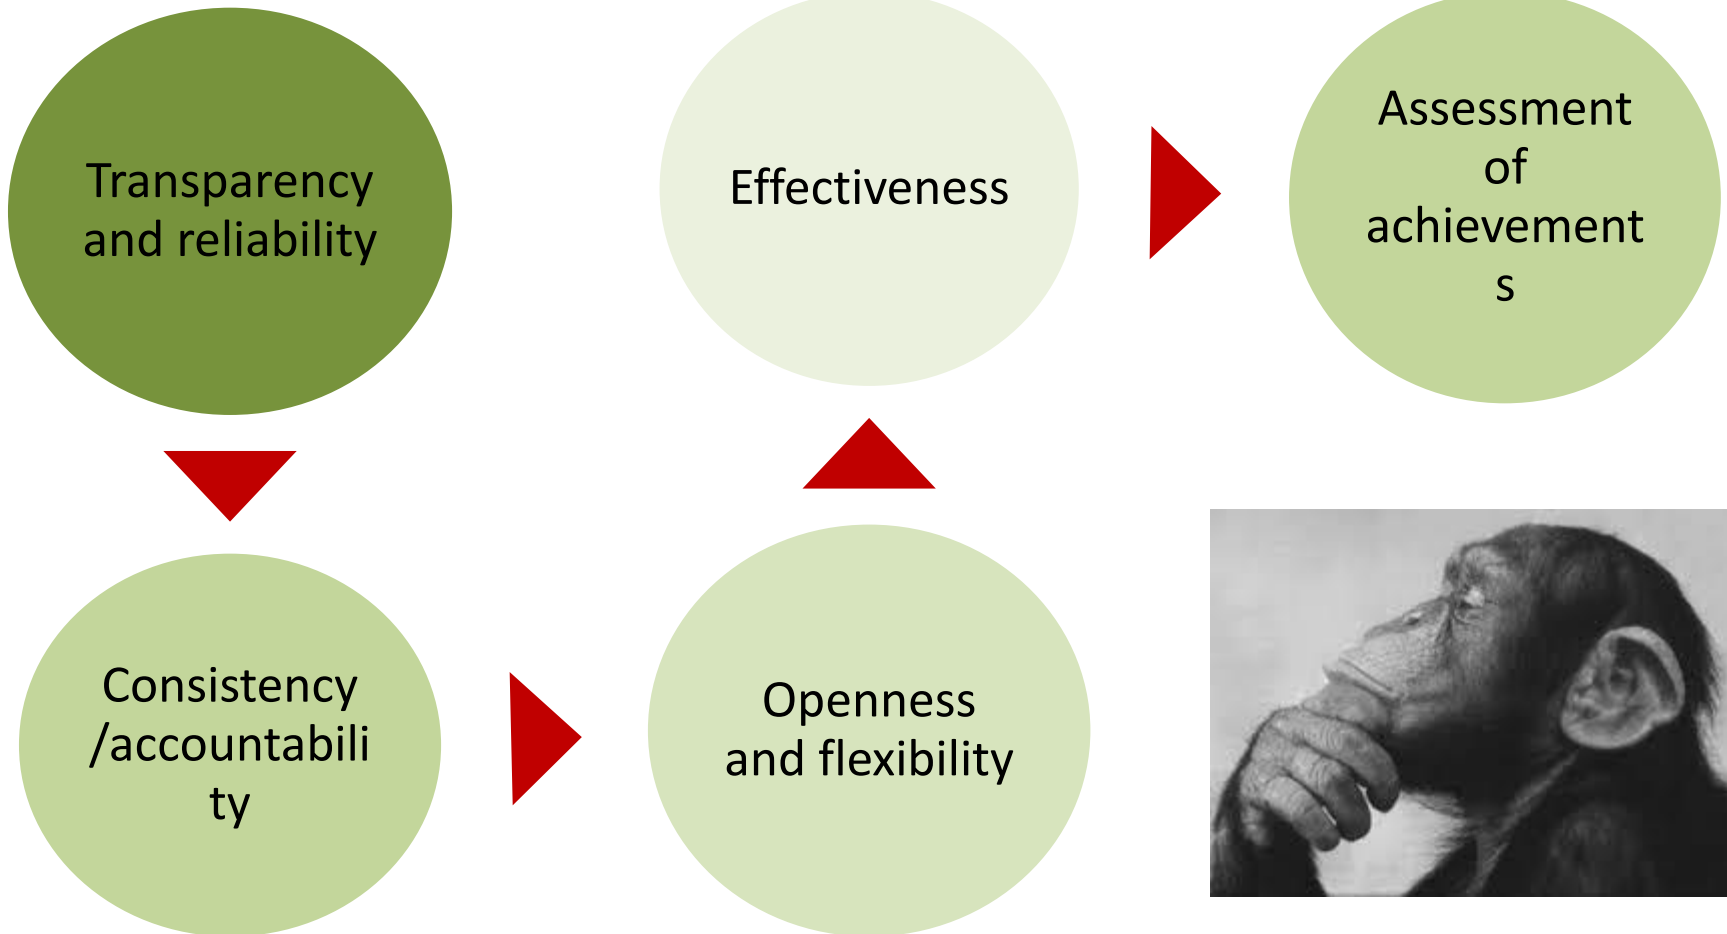 Transparency
and reliability
Consistency
/accountabili
ty
Openness
and flexibility
Effectiveness
Assessment
of
achievement
s